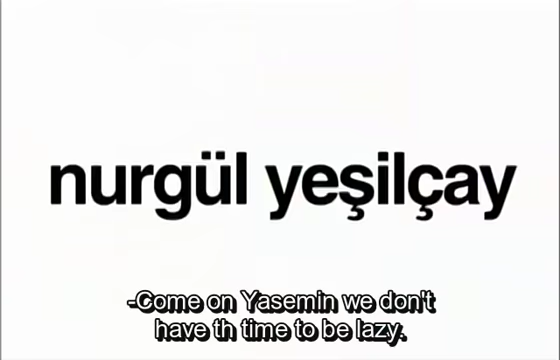 nurgül yeşilçay
-Come on Yasemin we don't
have th time to be lazy.